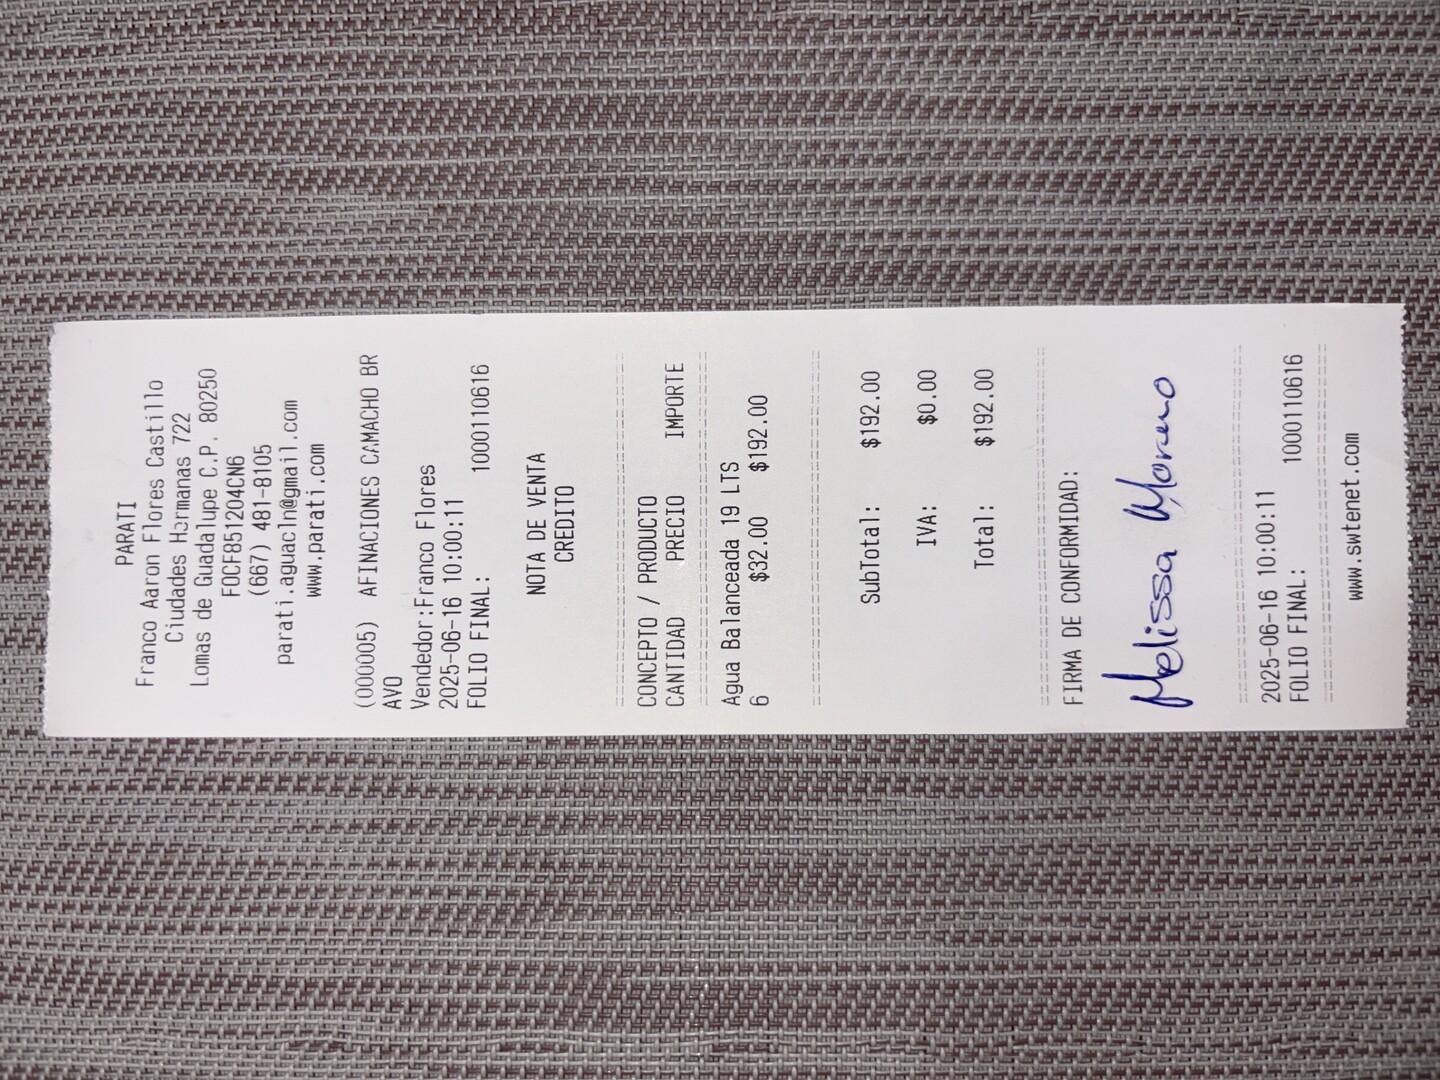 PARATI
Franco Aaron Flores Castillo
Ciudades Hermanas 722
Lomas de Guadalupe C.P. 80250
FOCF851204CN6
(667) 481-8105
parati.aguacln@gmail.com
www.parati.com
(000005) AFINACIONES CAMACHO BR
AVO
Vendedor:Franco Flores
2025-06-16 10:00:11
FOLIO FINAL: 1000110616
NOTA DE VENTA
CREDITO
CONCEPTO / PRODUCTO
CANTIDAD PRECIO IMPORTE
Agua Balanceada 19 LTS
6 $32.00 $192.00
SubTotal: $192.00
IVA: $0.00
Total: $192.00
FIRMA DE CONFORMIDAD:
Melissa Moreno
2025-06-16 10:00:11
FOLIO FINAL: 1000110616
www.swtenet.com